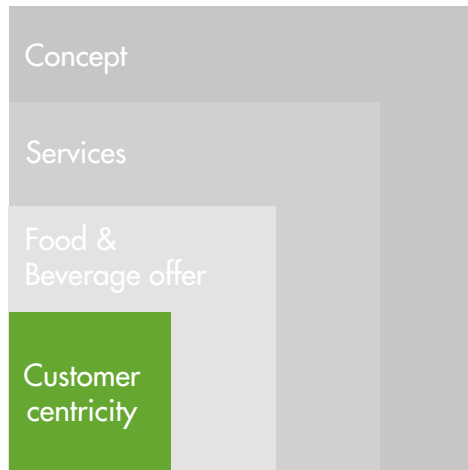 Concept
Services
Food &
Beverage offer
Customer
centricity